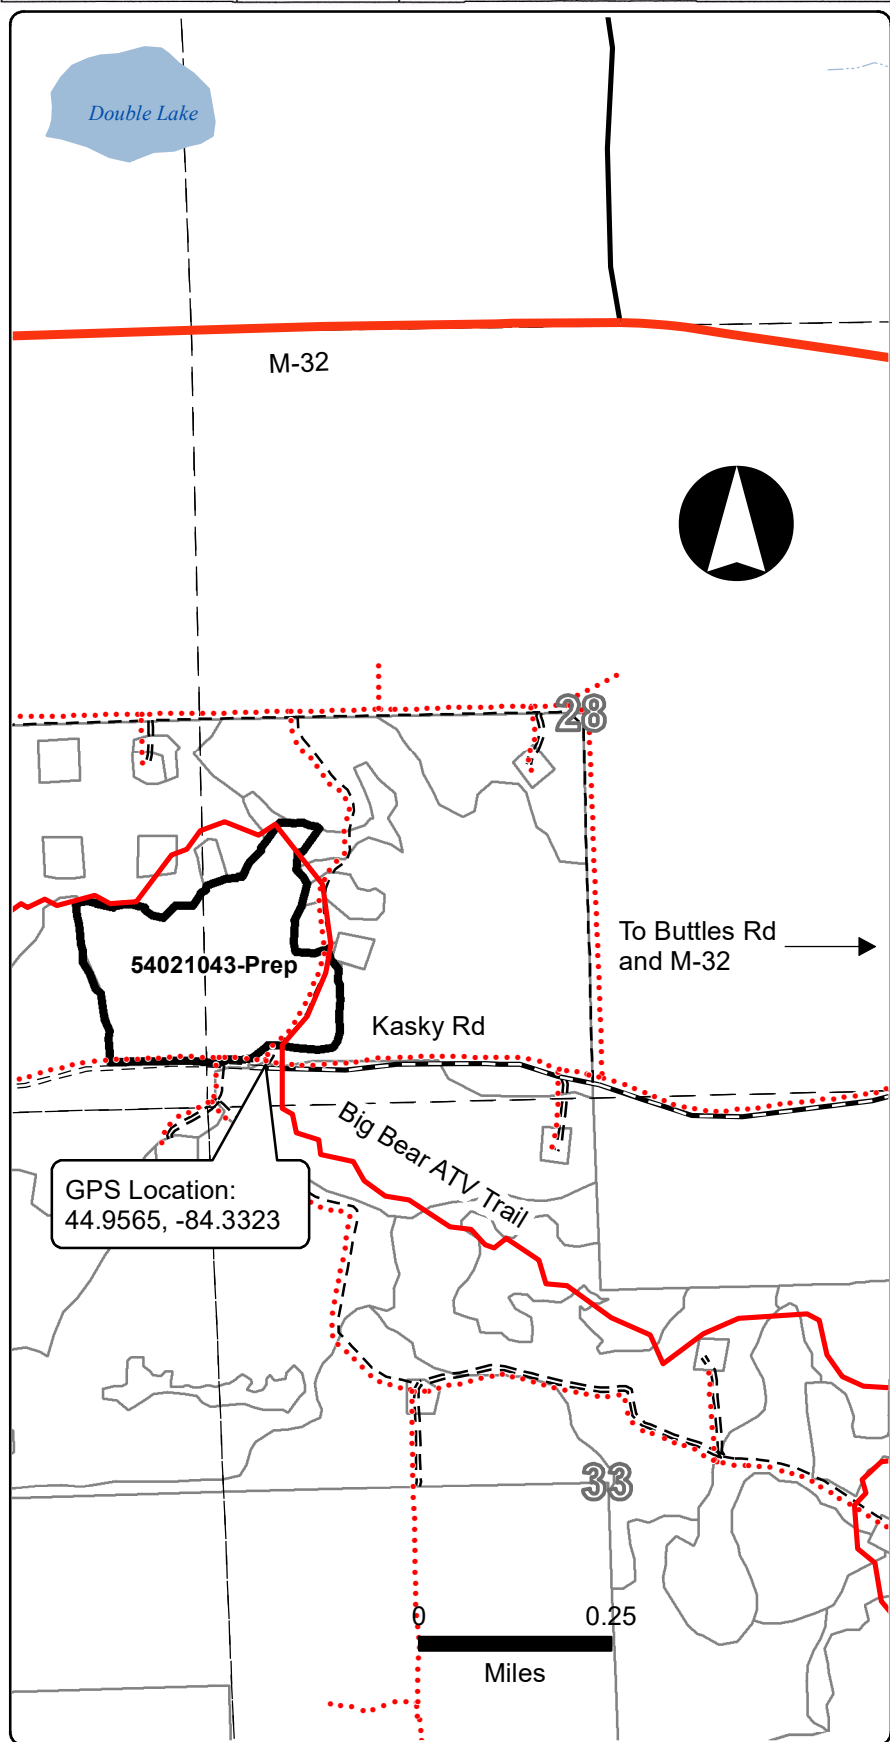 Double Lake
M-32
28
To Buttles Rd
and M-32
54021043-Prep
Kasky Rd
Big Bear ATV Trail
GPS Location:
44.9565, -84.3323
33
0 0.25
Miles